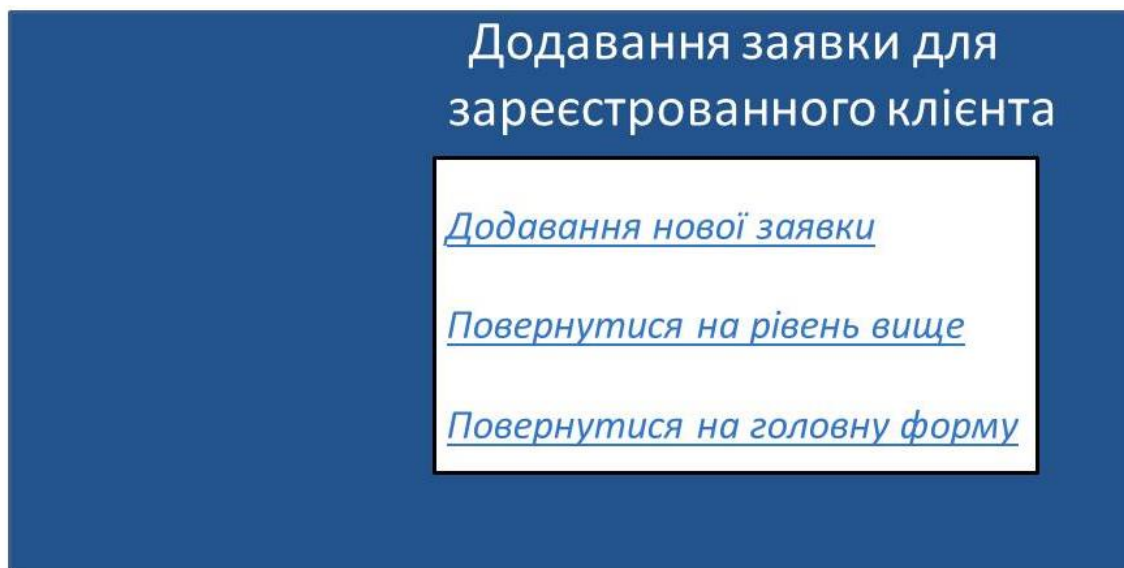 Додавання заявки для
зареєстрованного клієнта
Додавання нової заявки
Повернутися на рівень вище
Повернутися на головну форму